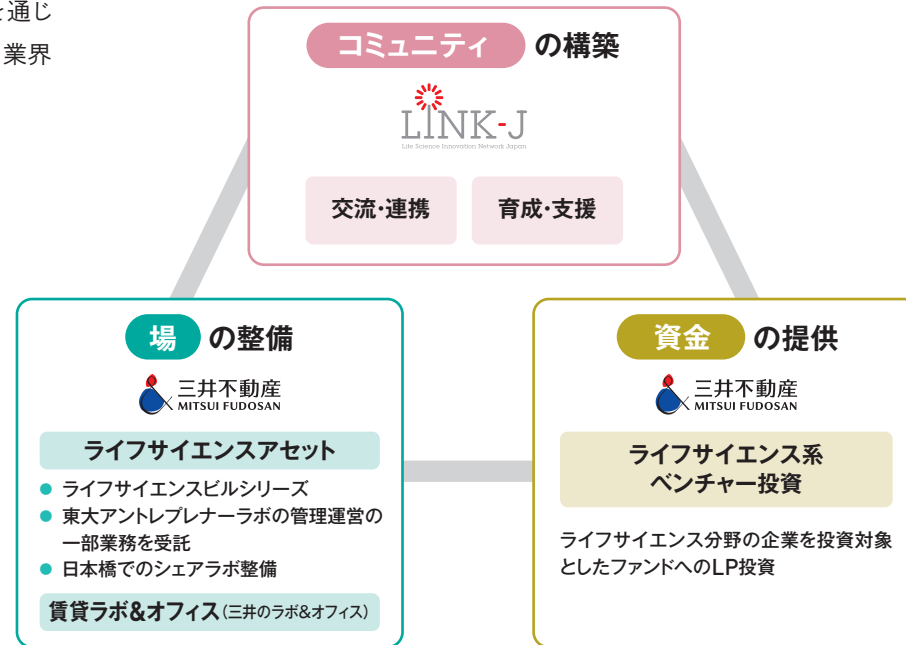 を通じ
業界
コミュニティ の構築
LINK-J
Life Science Innovation Network Japan
交流・連携 育成・支援
場 の整備
三井不動産
MITSUI FUDOSAN
ライフサイエンスアセット
● ライフサイエンスビルシリーズ
● 東大アントレプレナーラボの管理運営の
一部業務を受託
● 日本橋でのシェアラボ整備
賃貸ラボ&オフィス(三井のラボ&オフィス)
資金 の提供
三井不動産
MITSUI FUDOSAN
ライフサイエンス系
ベンチャー投資
ライフサイエンス分野の企業を投資対象
としたファンドへのLP投資